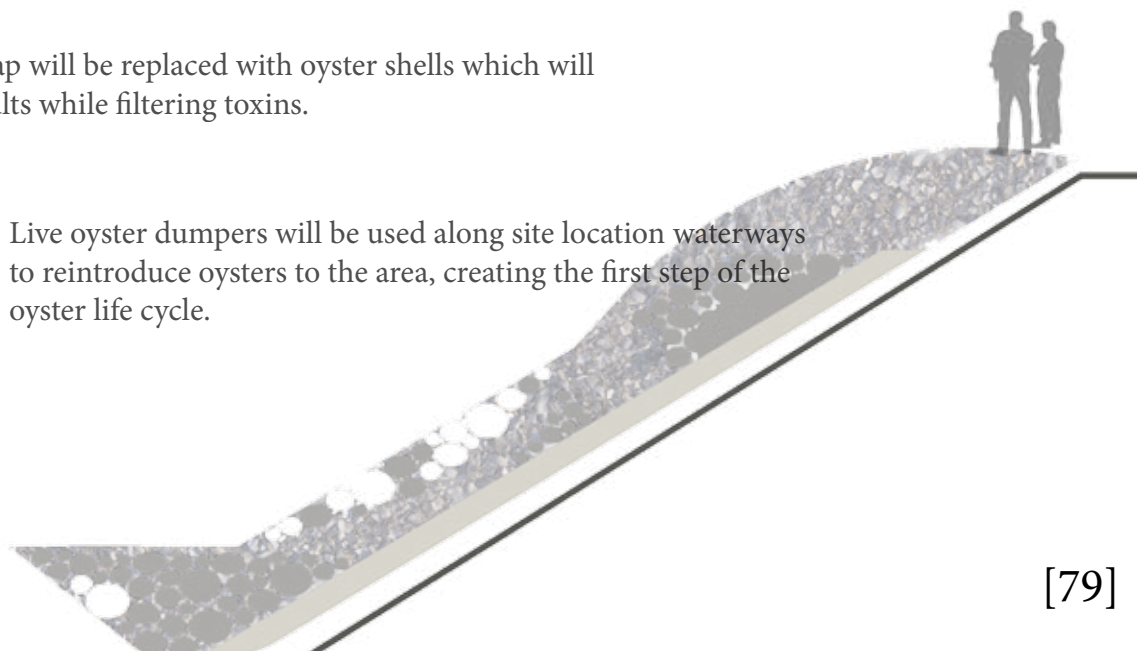 ap will be replaced with oyster shells which will
lts while filtering toxins.
Live oyster dumpers will be used along site location waterways
to reintroduce oysters to the area, creating the first step of the
oyster life cycle.
[79]